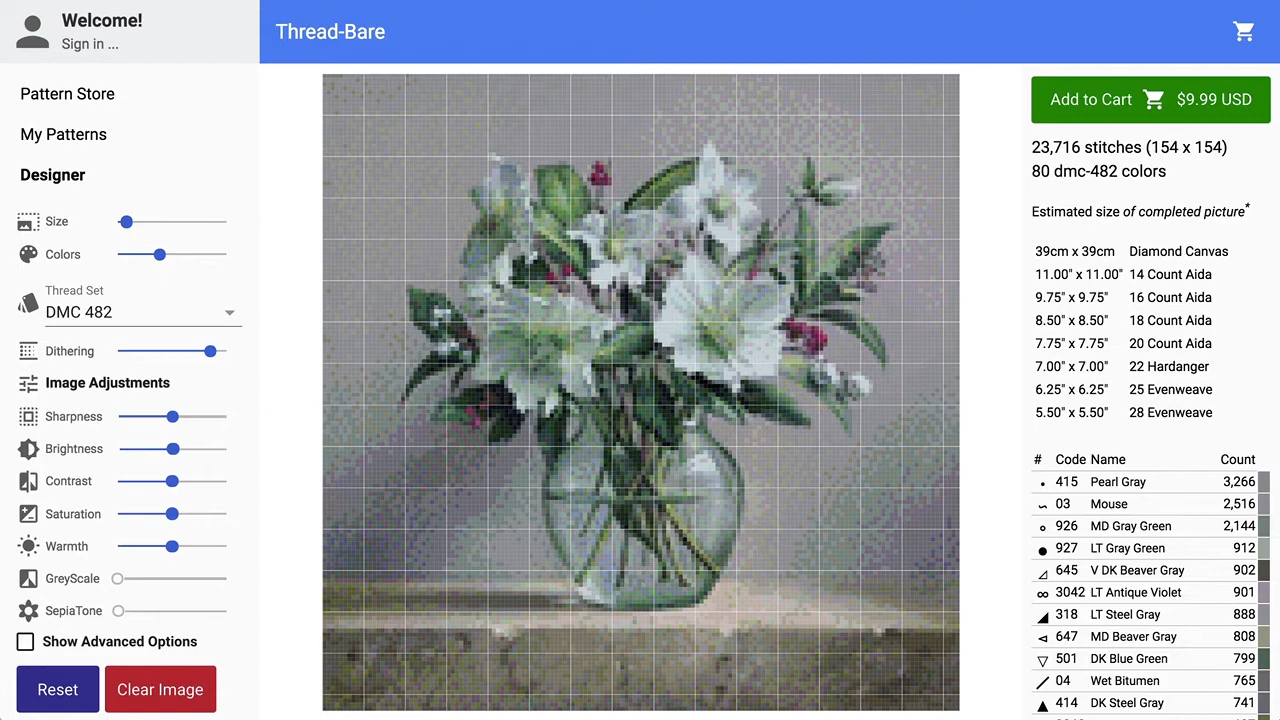 Welcome!
Sign in ...
Thread-Bare
Pattern Store
My Patterns
Designer
Size
Colors
Thread Set
DMC 482
Dithering
Image Adjustments
Sharpness
Brightness
Contrast
Saturation
Warmth
GreyScale
SepiaTone
Show Advanced Options
Reset Clear Image
Add to Cart $9.99 USD
23,716 stitches (154 x 154)
80 dmc-482 colors
Estimated size of completed picture*
39cm x 39cm Diamond Canvas
11.00" x 11.00" 14 Count Aida
9.75" x 9.75" 16 Count Aida
8.50" x 8.50" 18 Count Aida
7.75" x 7.75" 20 Count Aida
7.00" x 7.00" 22 Hardanger
6.25" x 6.25" 25 Evenweave
5.50" x 5.50" 28 Evenweave
# Code Name Count
415 Pearl Gray 3,266
03 Mouse 2,516
926 MD Gray Green 2,144
927 LT Gray Green 912
645 V DK Beaver Gray 902
3042 LT Antique Violet 901
318 LT Steel Gray 888
647 MD Beaver Gray 808
501 DK Blue Green 799
04 Wet Bitumen 765
414 DK Steel Gray 741